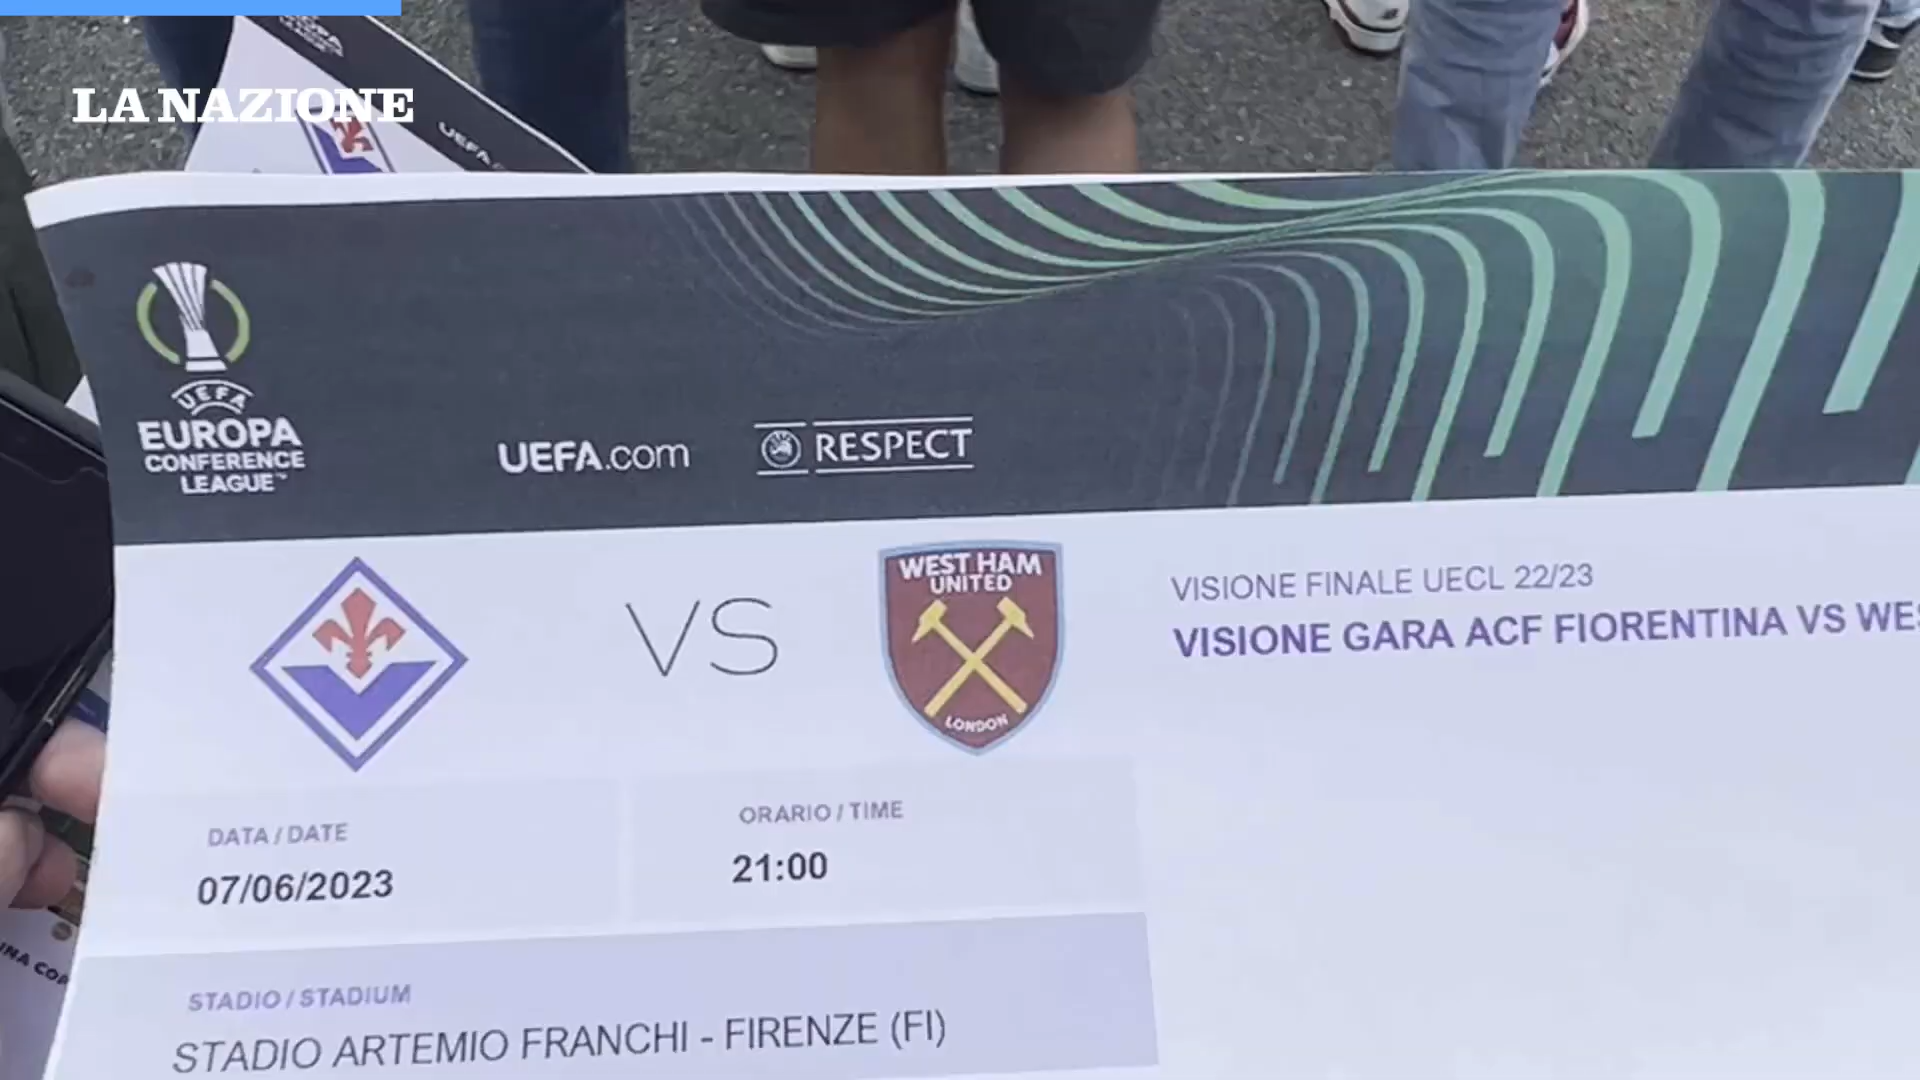 LA NAZIONE
UEFA
UEFA
EUROPA
CONFERENCE
LEAGUE™
UEFA.com
RESPECT
VS
WEST HAM
UNITED
LONDON
VISIONE FINALE UECL 22/23
VISIONE GARA ACF FIORENTINA VS WES
DATA / DATE
07/06/2023
ORARIO / TIME
21:00
STADIO / STADIUM
STADIO ARTEMIO FRANCHI - FIRENZE (FI)